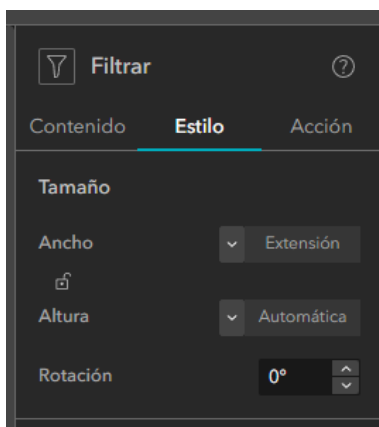 Filtrar
Contenido Estilo Acción
Tamaño
Ancho Extensión
Altura Automática
Rotación 0°